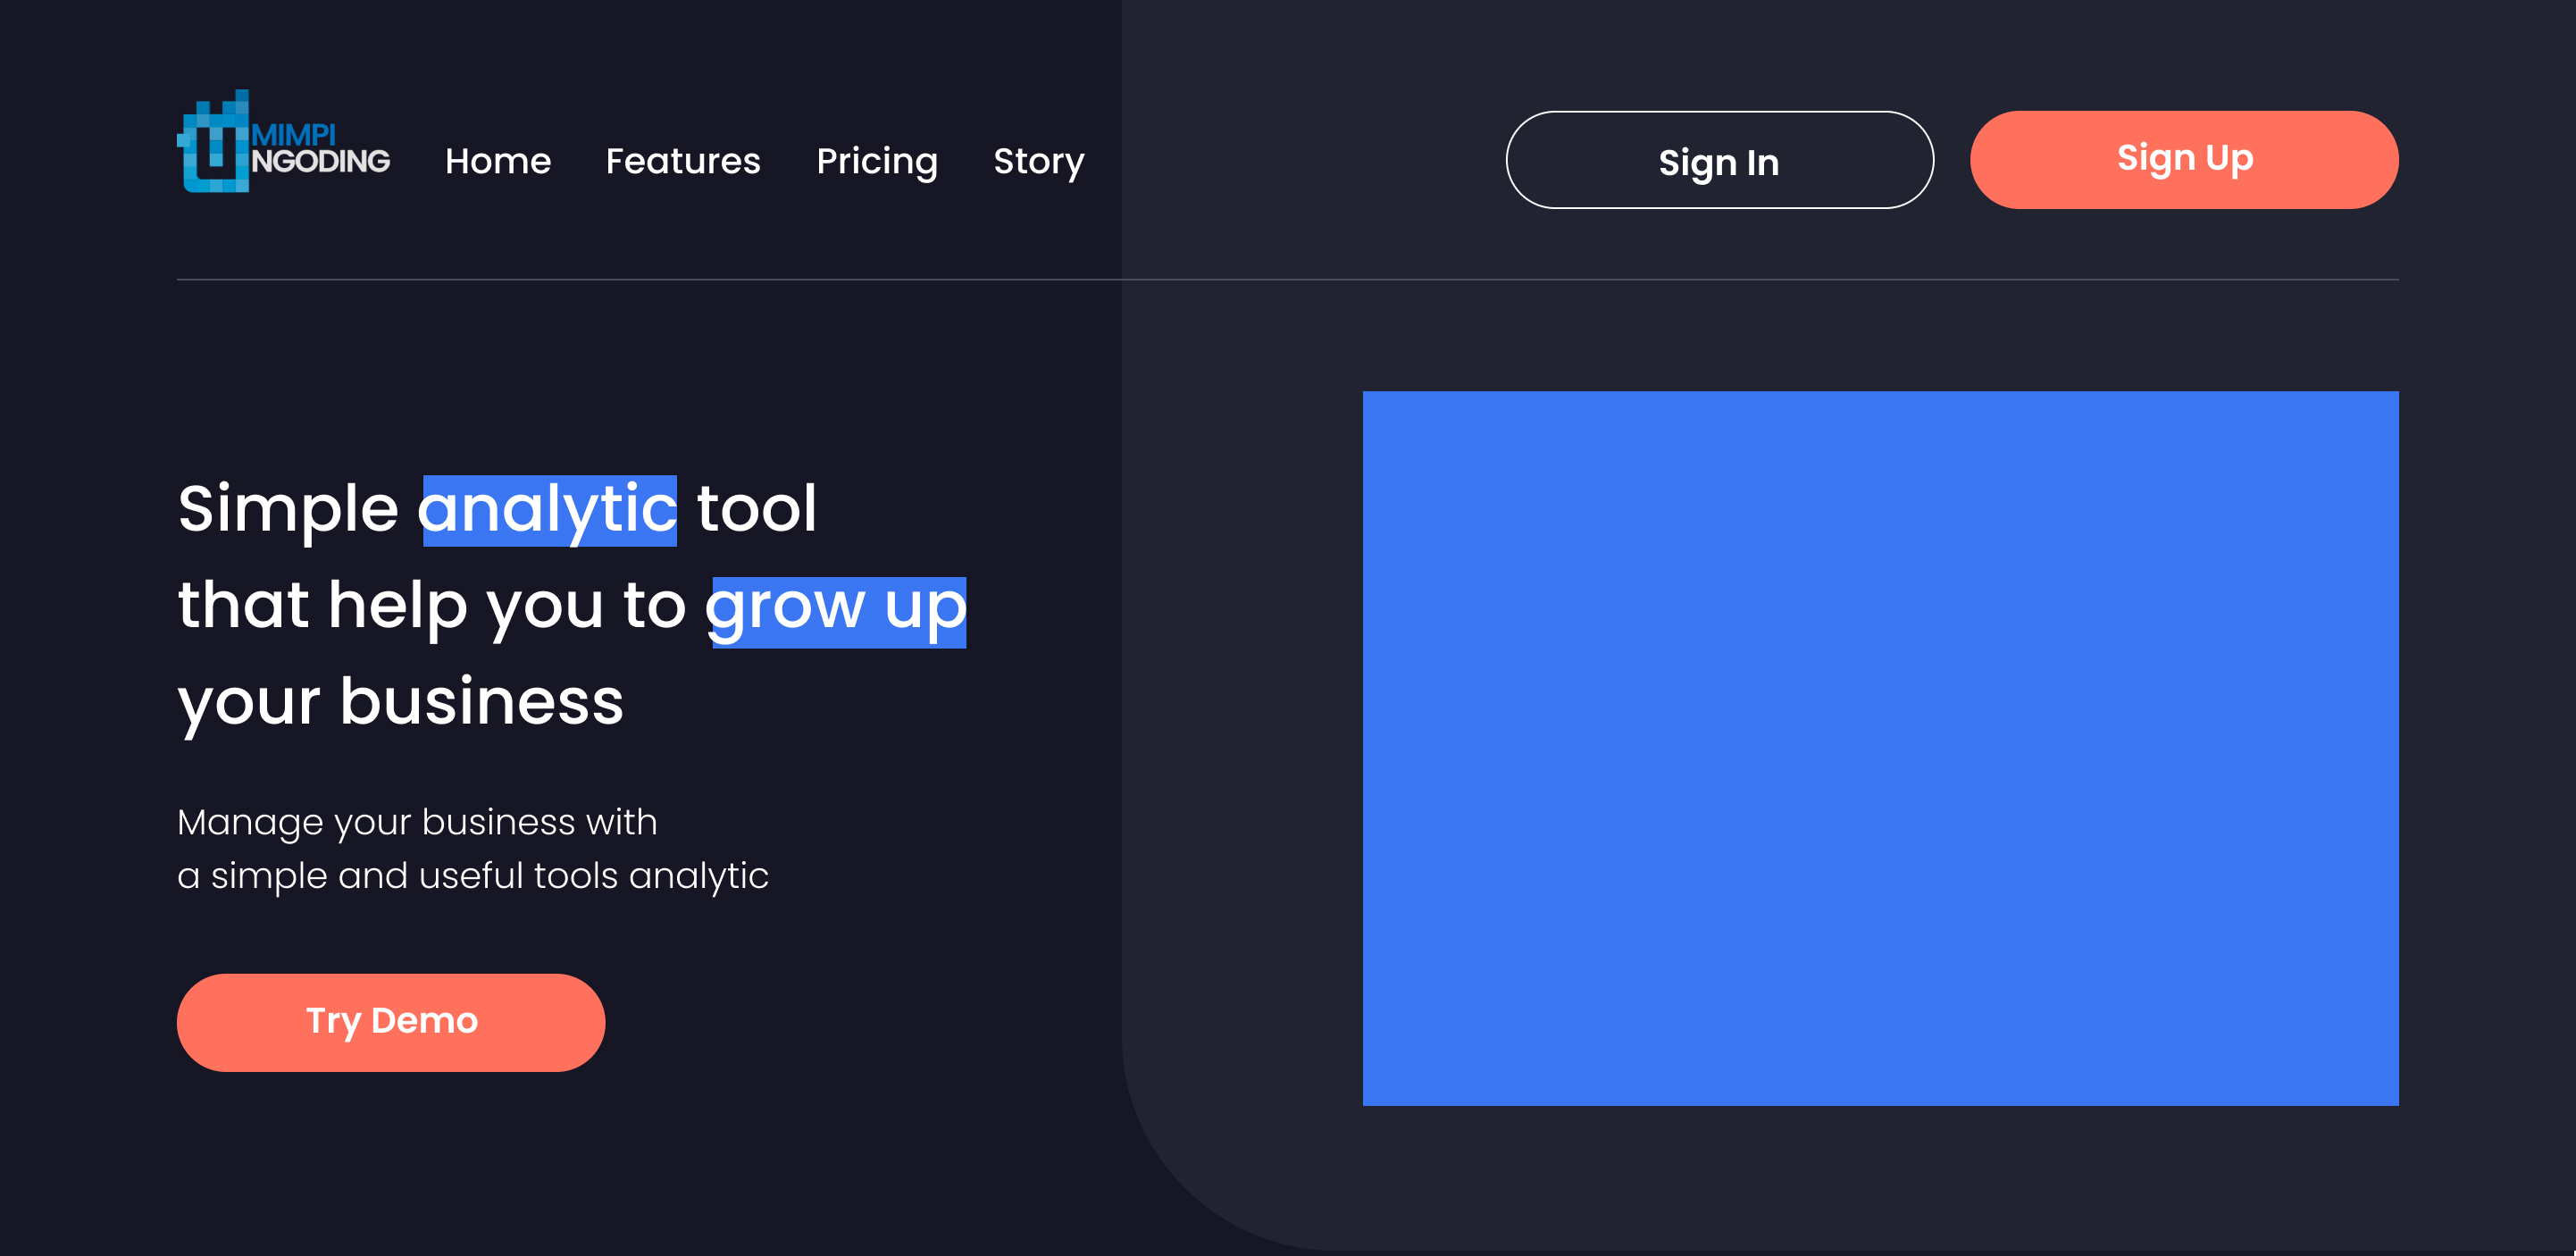 MIMPI
NGODING
Home Features Pricing Story
Sign In
Sign Up
Simple analytic tool
that help you to grow up
your business
Manage your business with
a simple and useful tools analytic
Try Demo